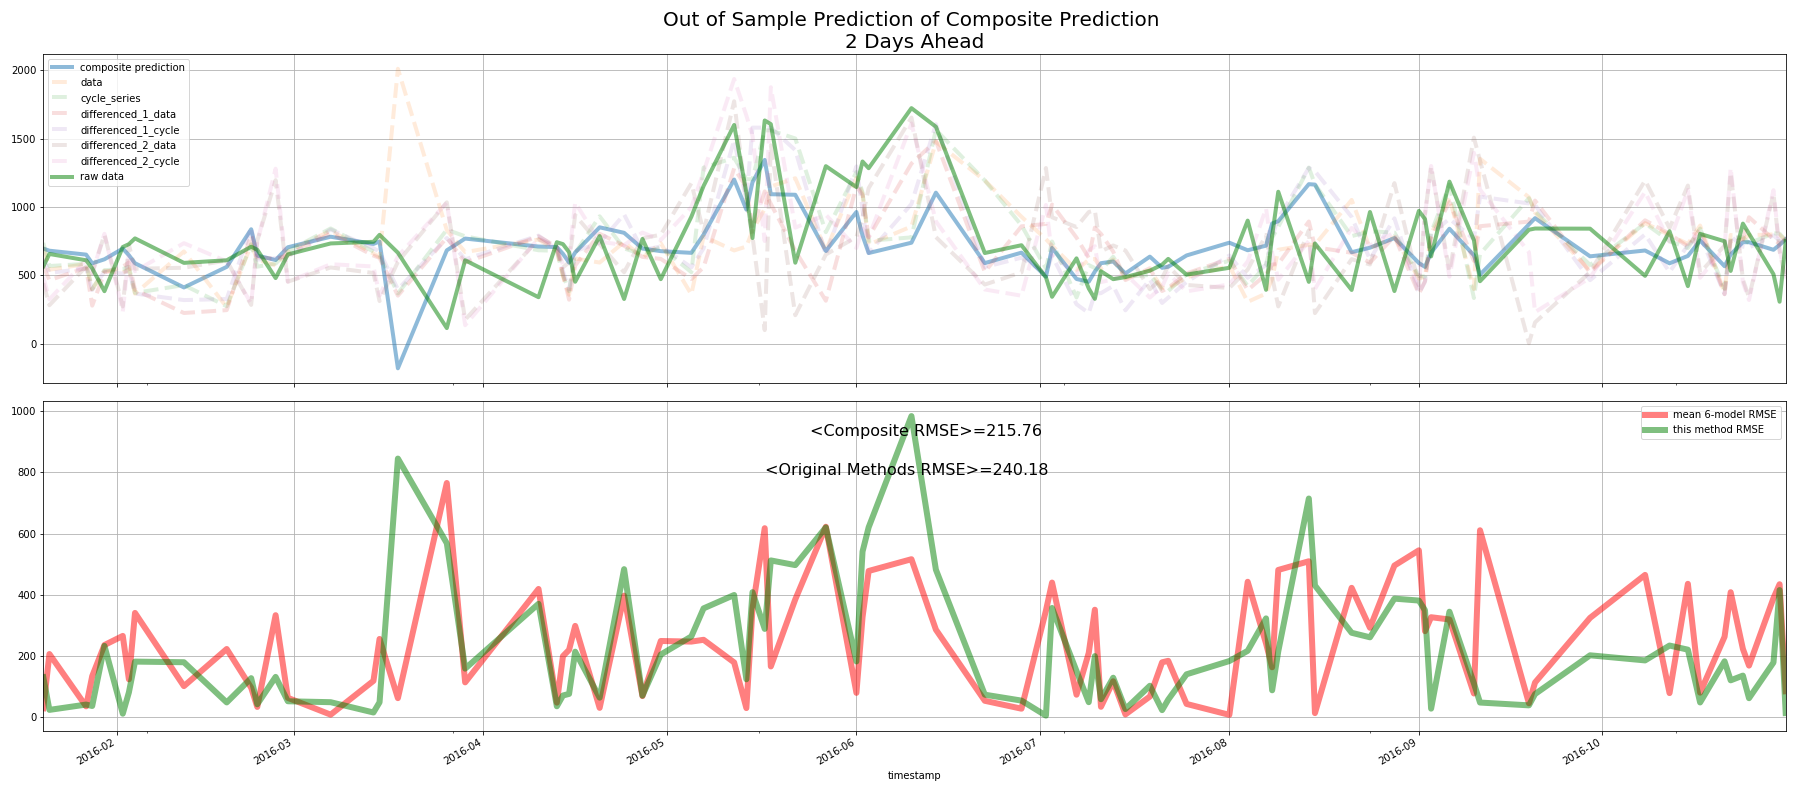 Out of Sample Prediction of Composite Prediction
2 Days Ahead
2000
1500
1000
500
0
composite prediction
data
cycle_series
differenced_1_data
differenced_1_cycle
differenced_2_data
differenced_2_cycle
raw data
1000
800
600
400
200
0
<Composite RMSE>=215.76
<Original Methods RMSE>=240.18
mean 6-model RMSE
this method RMSE
2016-02
2016-03
2016-04
2016-05
2016-06
2016-07
2016-08
2016-09
2016-10
timestamp